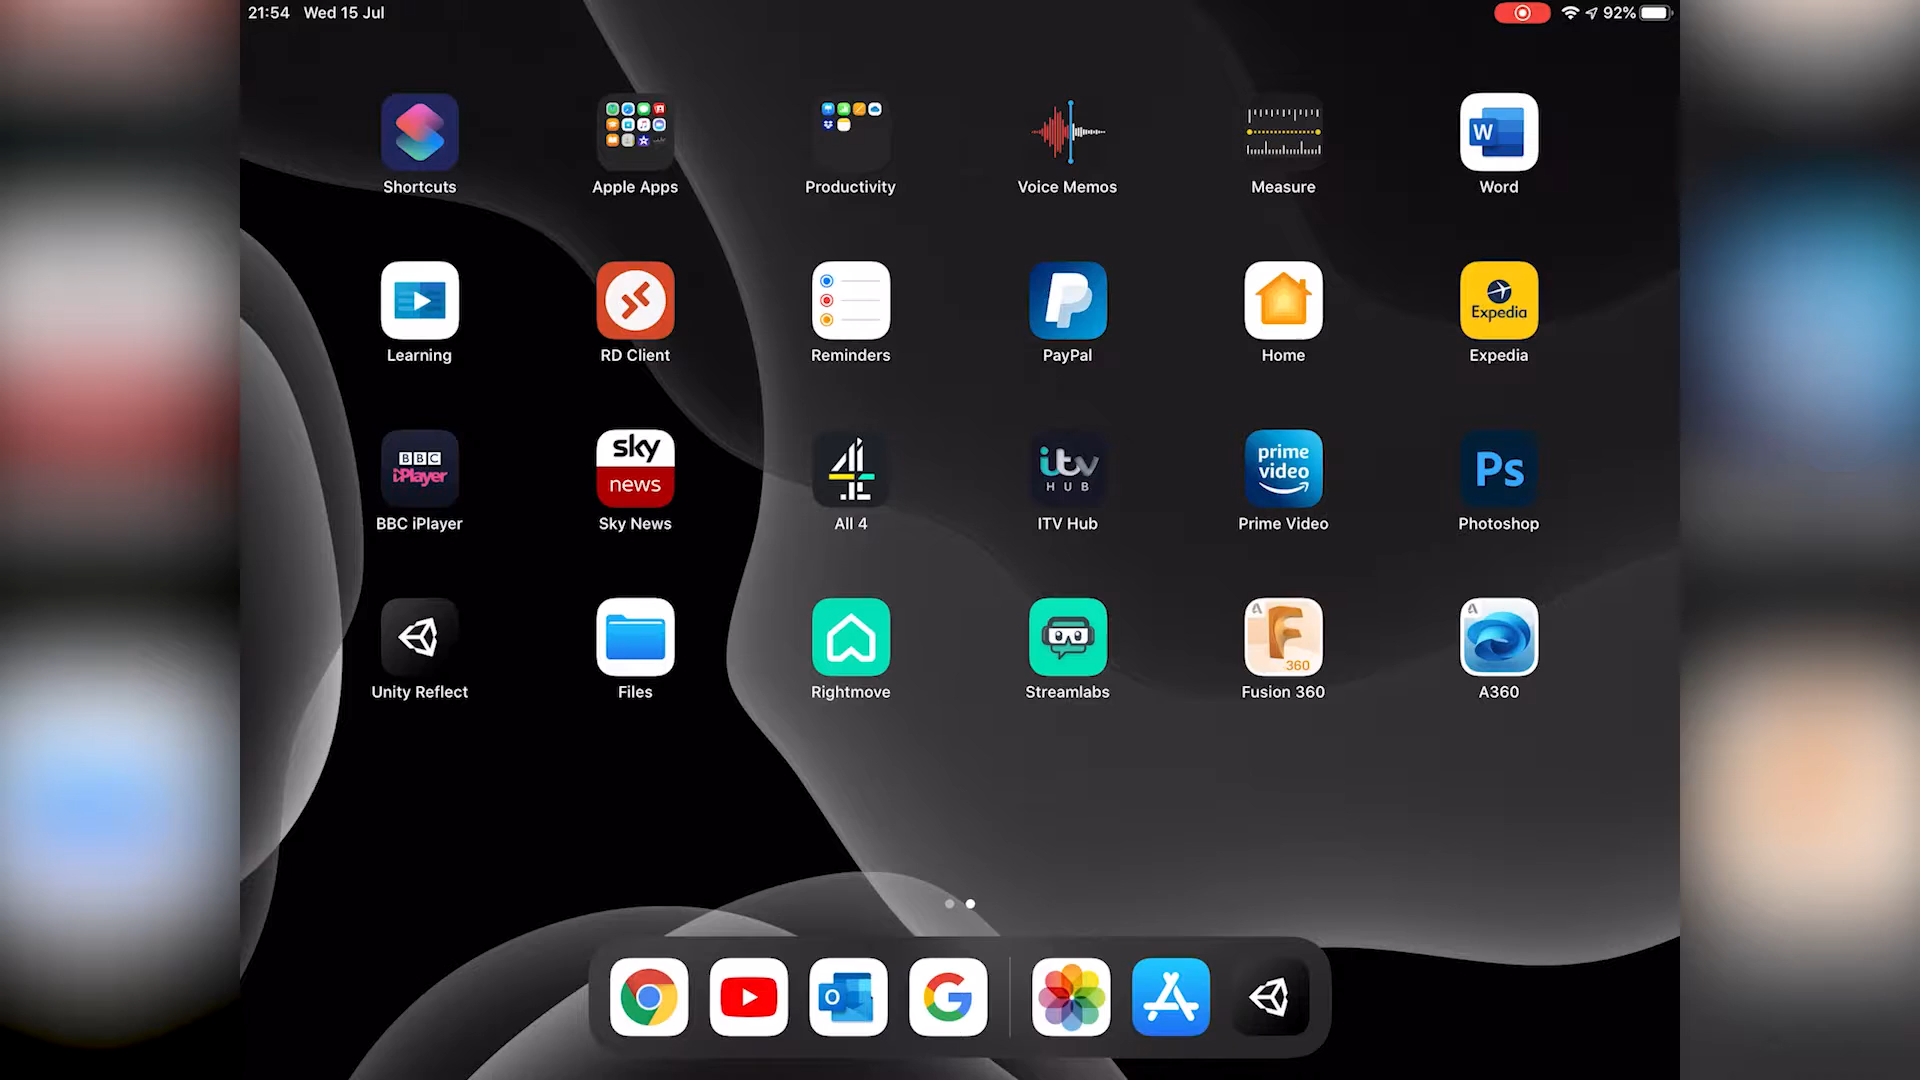 21:54 Wed 15 Jul
92%
Shortcuts
Apple Apps
Productivity
Voice Memos
Measure
W
Word
Learning
RD Client
Reminders
P
PayPal
Home
Expedia
Expedia
BBC
iPlayer
BBC iPlayer
sky
news
Sky News
4
All 4
itv
HUB
ITV Hub
prime
video
Prime Video
Ps
Photoshop
Unity Reflect
Files
Rightmove
Streamlabs
A
F
360
Fusion 360
A
A360
O
G